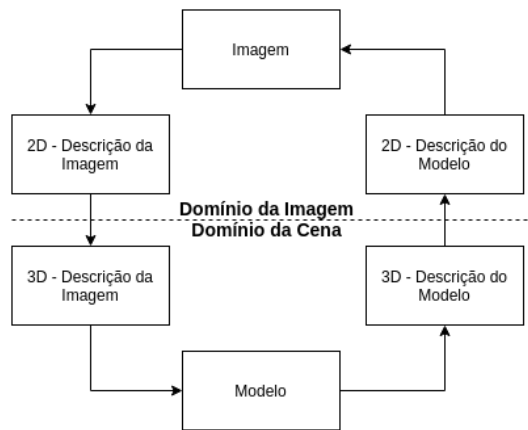 Imagem
2D - Descrição da
Imagem
2D - Descrição do
Modelo
Domínio da Imagem
Domínio da Cena
3D - Descrição da
Imagem
3D - Descrição do
Modelo
Modelo